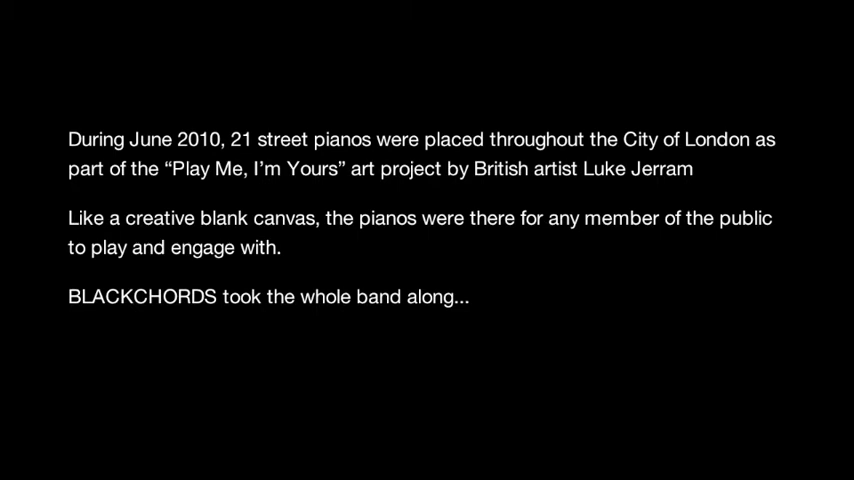 During June 2010, 21 street pianos were placed throughout the City of London as
part of the “Play Me, I’m Yours” art project by British artist Luke Jerram
Like a creative blank canvas, the pianos were there for any member of the public
to play and engage with.
BLACKCHORDS took the whole band along...